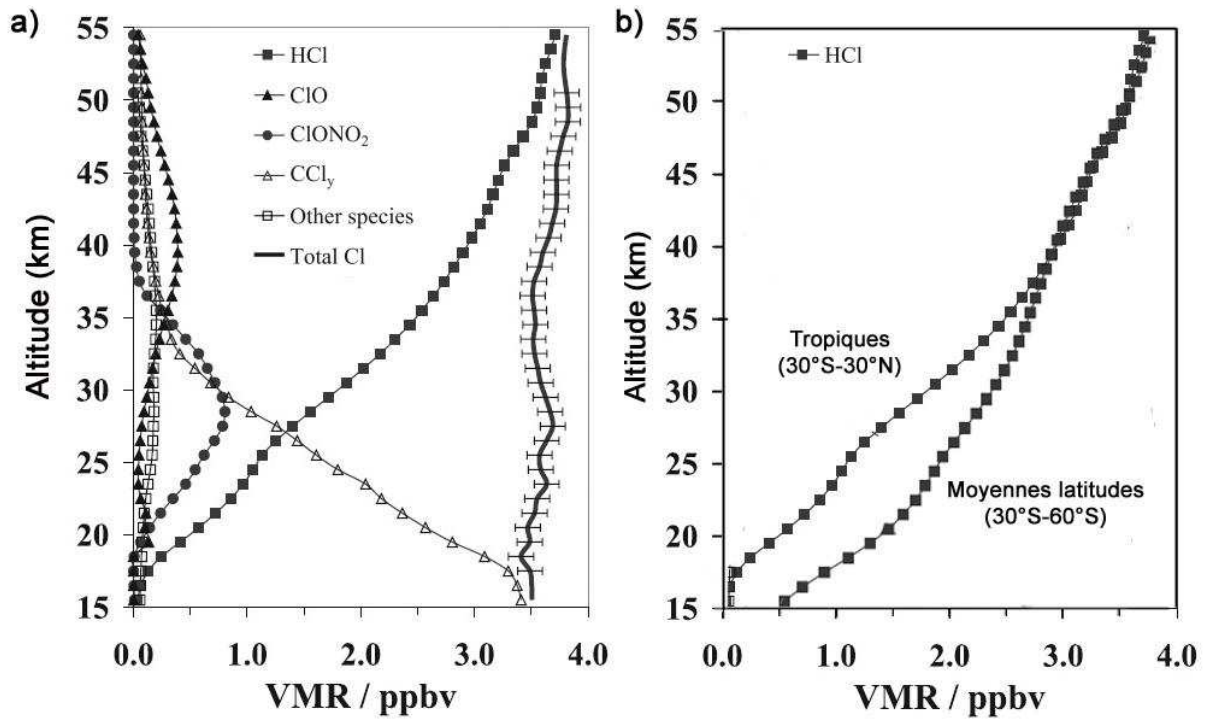 a)
55
50
45
40
35
30
25
20
15
Altitude (km)
HCl
ClO
ClONO₂
CClᵧ
Other species
Total Cl
0.0 1.0 2.0 3.0 4.0
VMR / ppbv
b)
55
50
45
40
35
30
25
20
15
Altitude (km)
HCl
Tropiques
(30°S-30°N)
Moyennes latitudes
(30°S-60°S)
0.0 1.0 2.0 3.0 4.0
VMR / ppbv